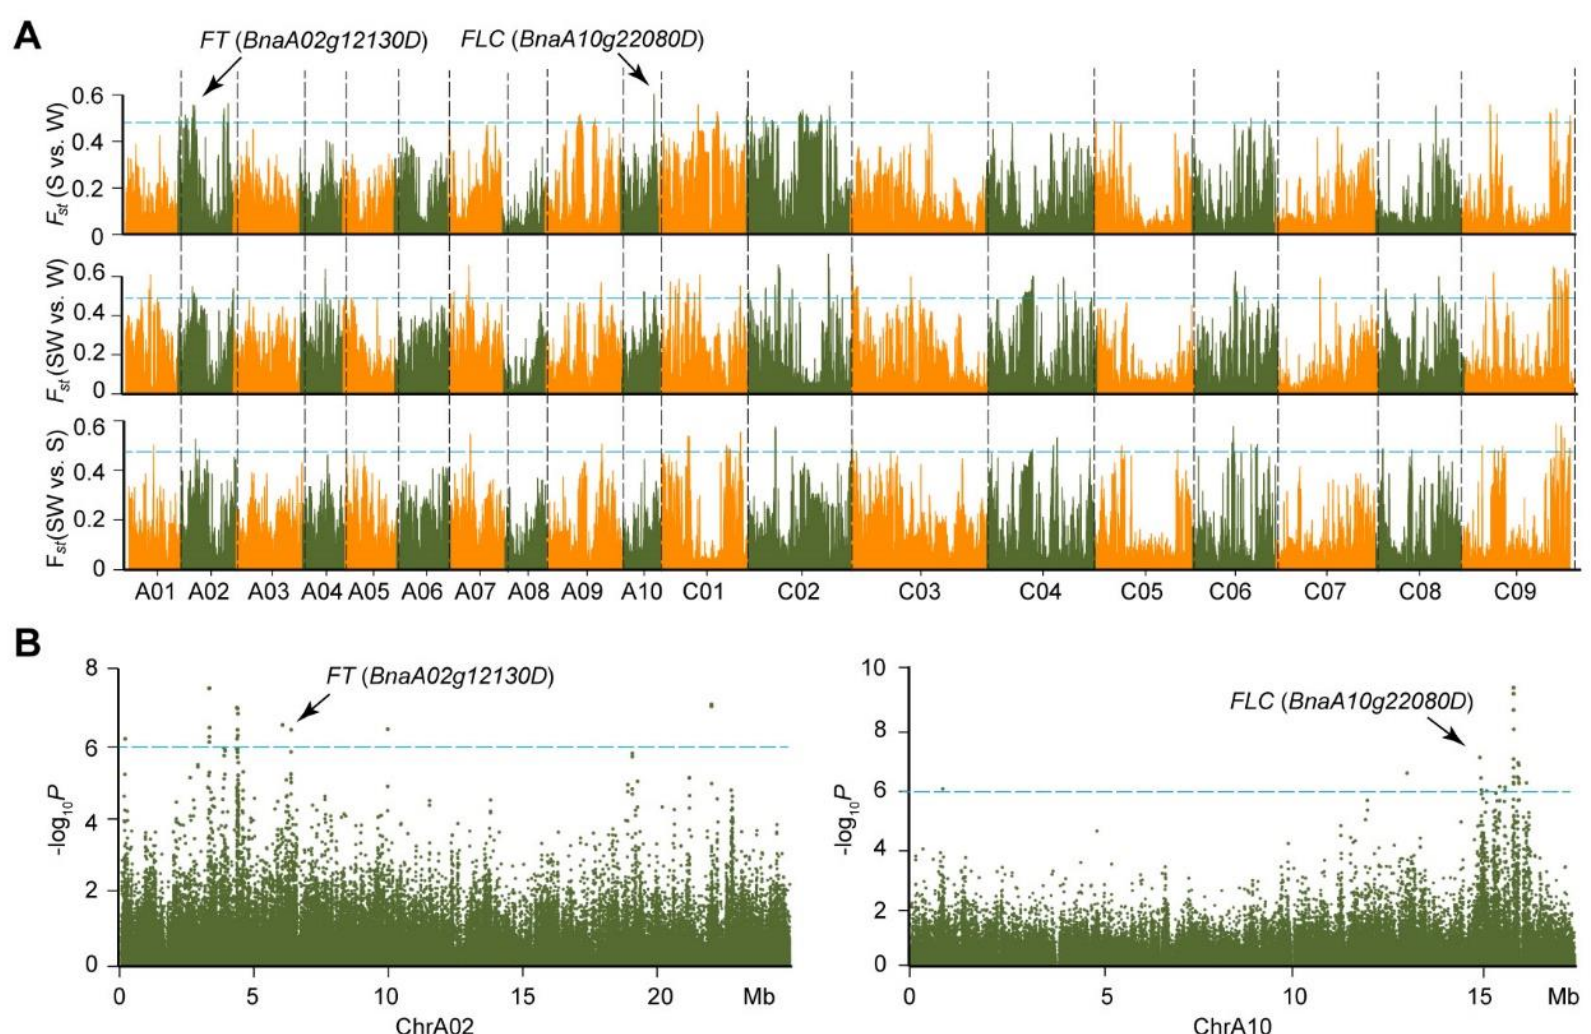 A
FT (BnaA02g12130D) FLC (BnaA10g22080D)
Fst (S vs. W)
0.6
0.4
0.2
0
Fst (SW vs. W)
0.6
0.4
0.2
0
Fst(SW vs. S)
0.6
0.4
0.2
0
A01 A02 A03 A04 A05 A06 A07 A08 A09 A10 C01 C02 C03 C04 C05 C06 C07 C08 C09
B
FT (BnaA02g12130D)
-log10P
8
6
4
2
0
0 5 10 15 20 Mb
ChrA02
FLC (BnaA10g22080D)
-log10P
10
8
6
4
2
0
0 5 10 15 Mb
ChrA10